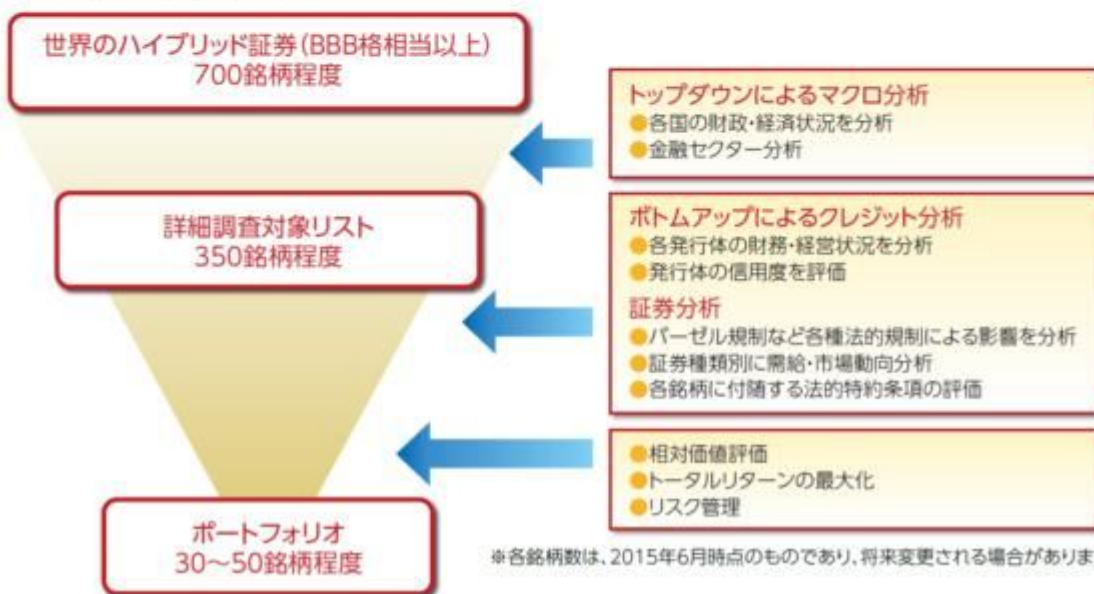 世界のハイブリッド証券(BBB格相当以上)
700銘柄程度
トップダウンによるマクロ分析
●各国の財政・経済状況を分析
●金融セクター分析
詳細調査対象リスト
350銘柄程度
ボトムアップによるクレジット分析
●各発行体の財務・経営状況を分析
●発行体の信用度を評価
証券分析
●バーゼル規制など各種法的規制による影響を分析
●証券種類別に需給・市場動向分析
●各銘柄に付随する法的特約条項の評価
●相対価値評価
●トータルリターンの最大化
●リスク管理
ポートフォリオ
30～50銘柄程度
※各銘柄数は、2015年6月時点のものであり、将来変更される場合がありま